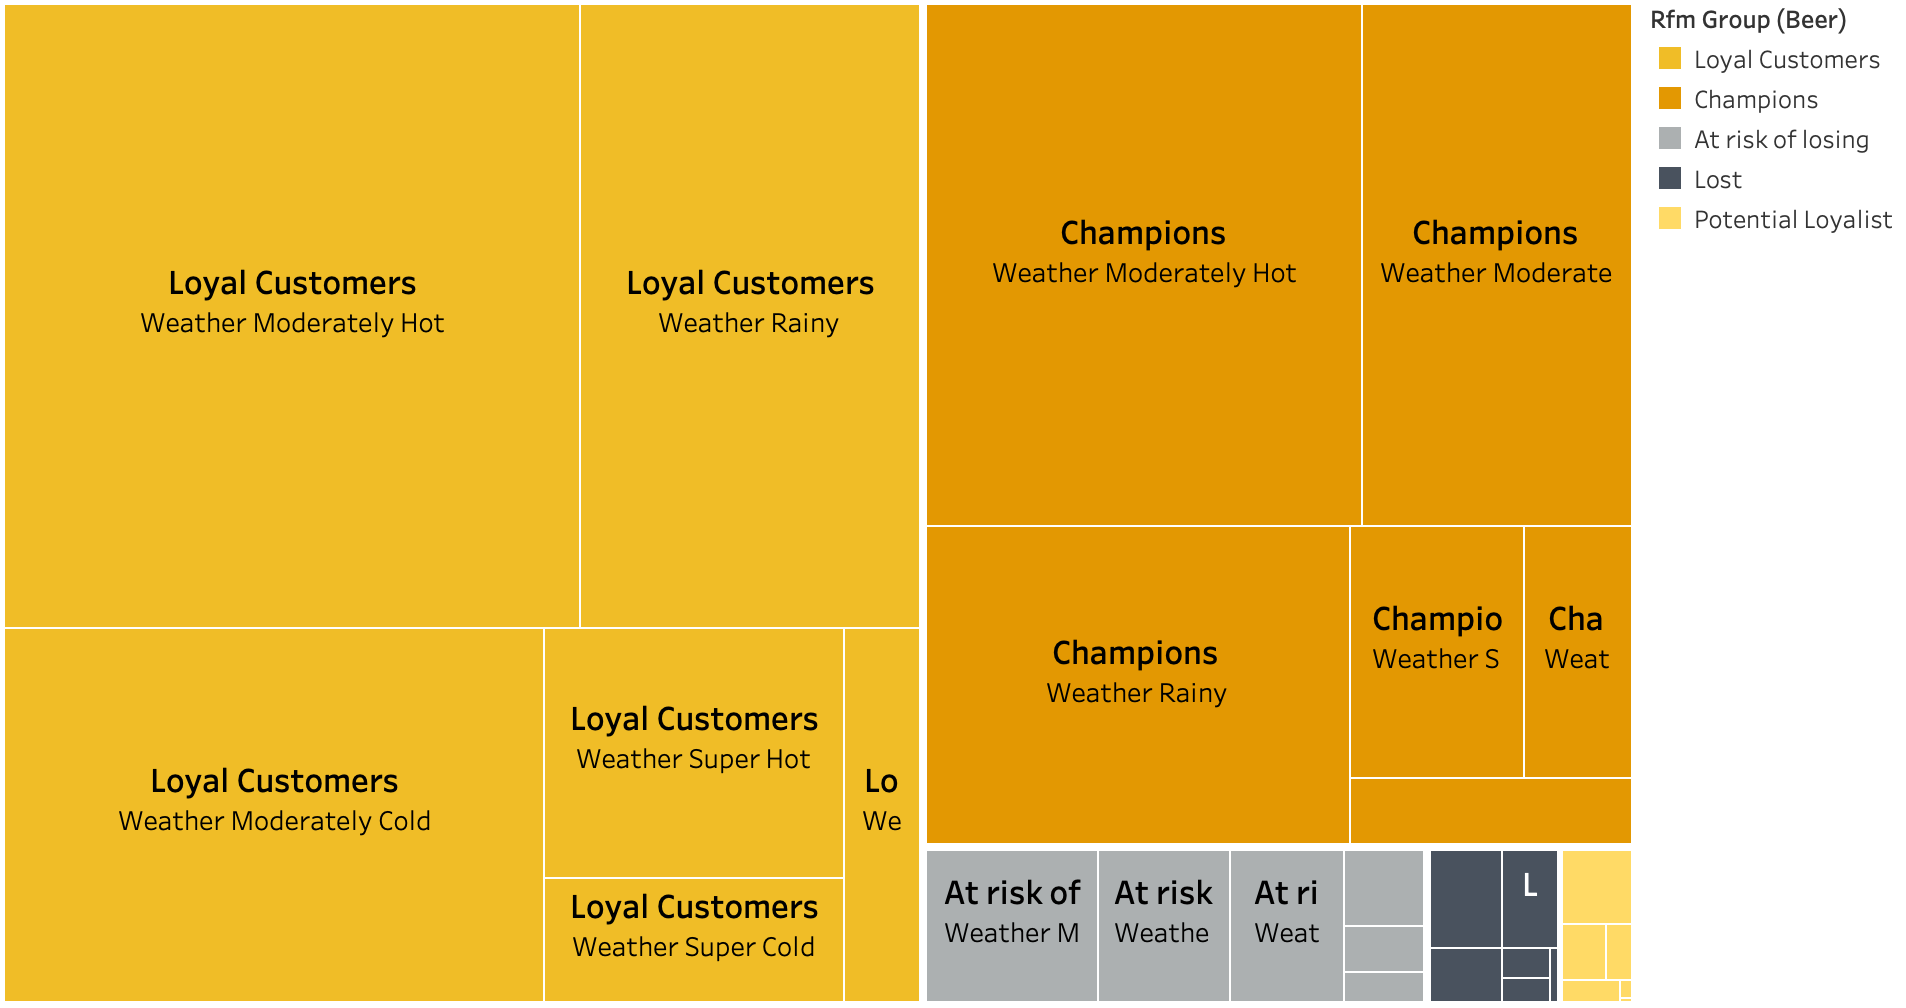 Loyal Customers
Weather Moderately Hot
Loyal Customers
Weather Rainy
Loyal Customers
Weather Moderately Cold
Loyal Customers
Weather Super Hot
Loyal Customers
Weather Super Cold
Lo
We
Champions
Weather Moderately Hot
Champions
Weather Moderate
Champions
Weather Rainy
Champio
Weather S
Cha
Weat
At risk of
Weather M
At risk
Weathe
At ri
Weat
L
Rfm Group (Beer)
Loyal Customers
Champions
At risk of losing
Lost
Potential Loyalist